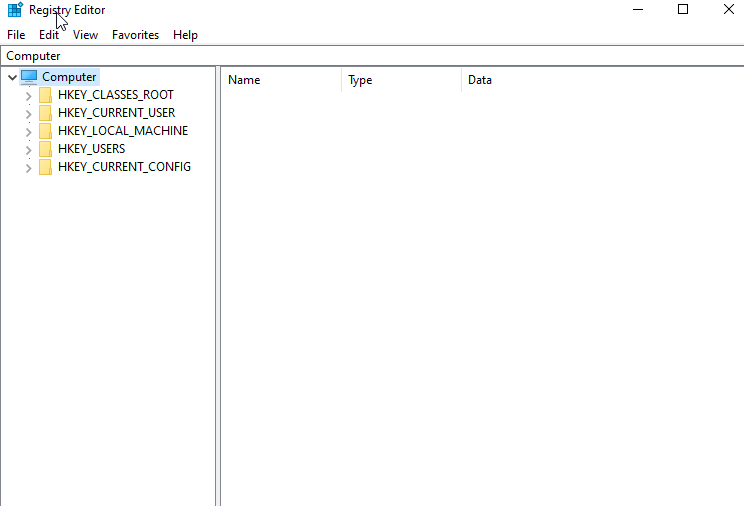 Registry Editor
File Edit View Favorites Help
Computer
Computer
HKEY_CLASSES_ROOT
HKEY_CURRENT_USER
HKEY_LOCAL_MACHINE
HKEY_USERS
HKEY_CURRENT_CONFIG
Name Type Data